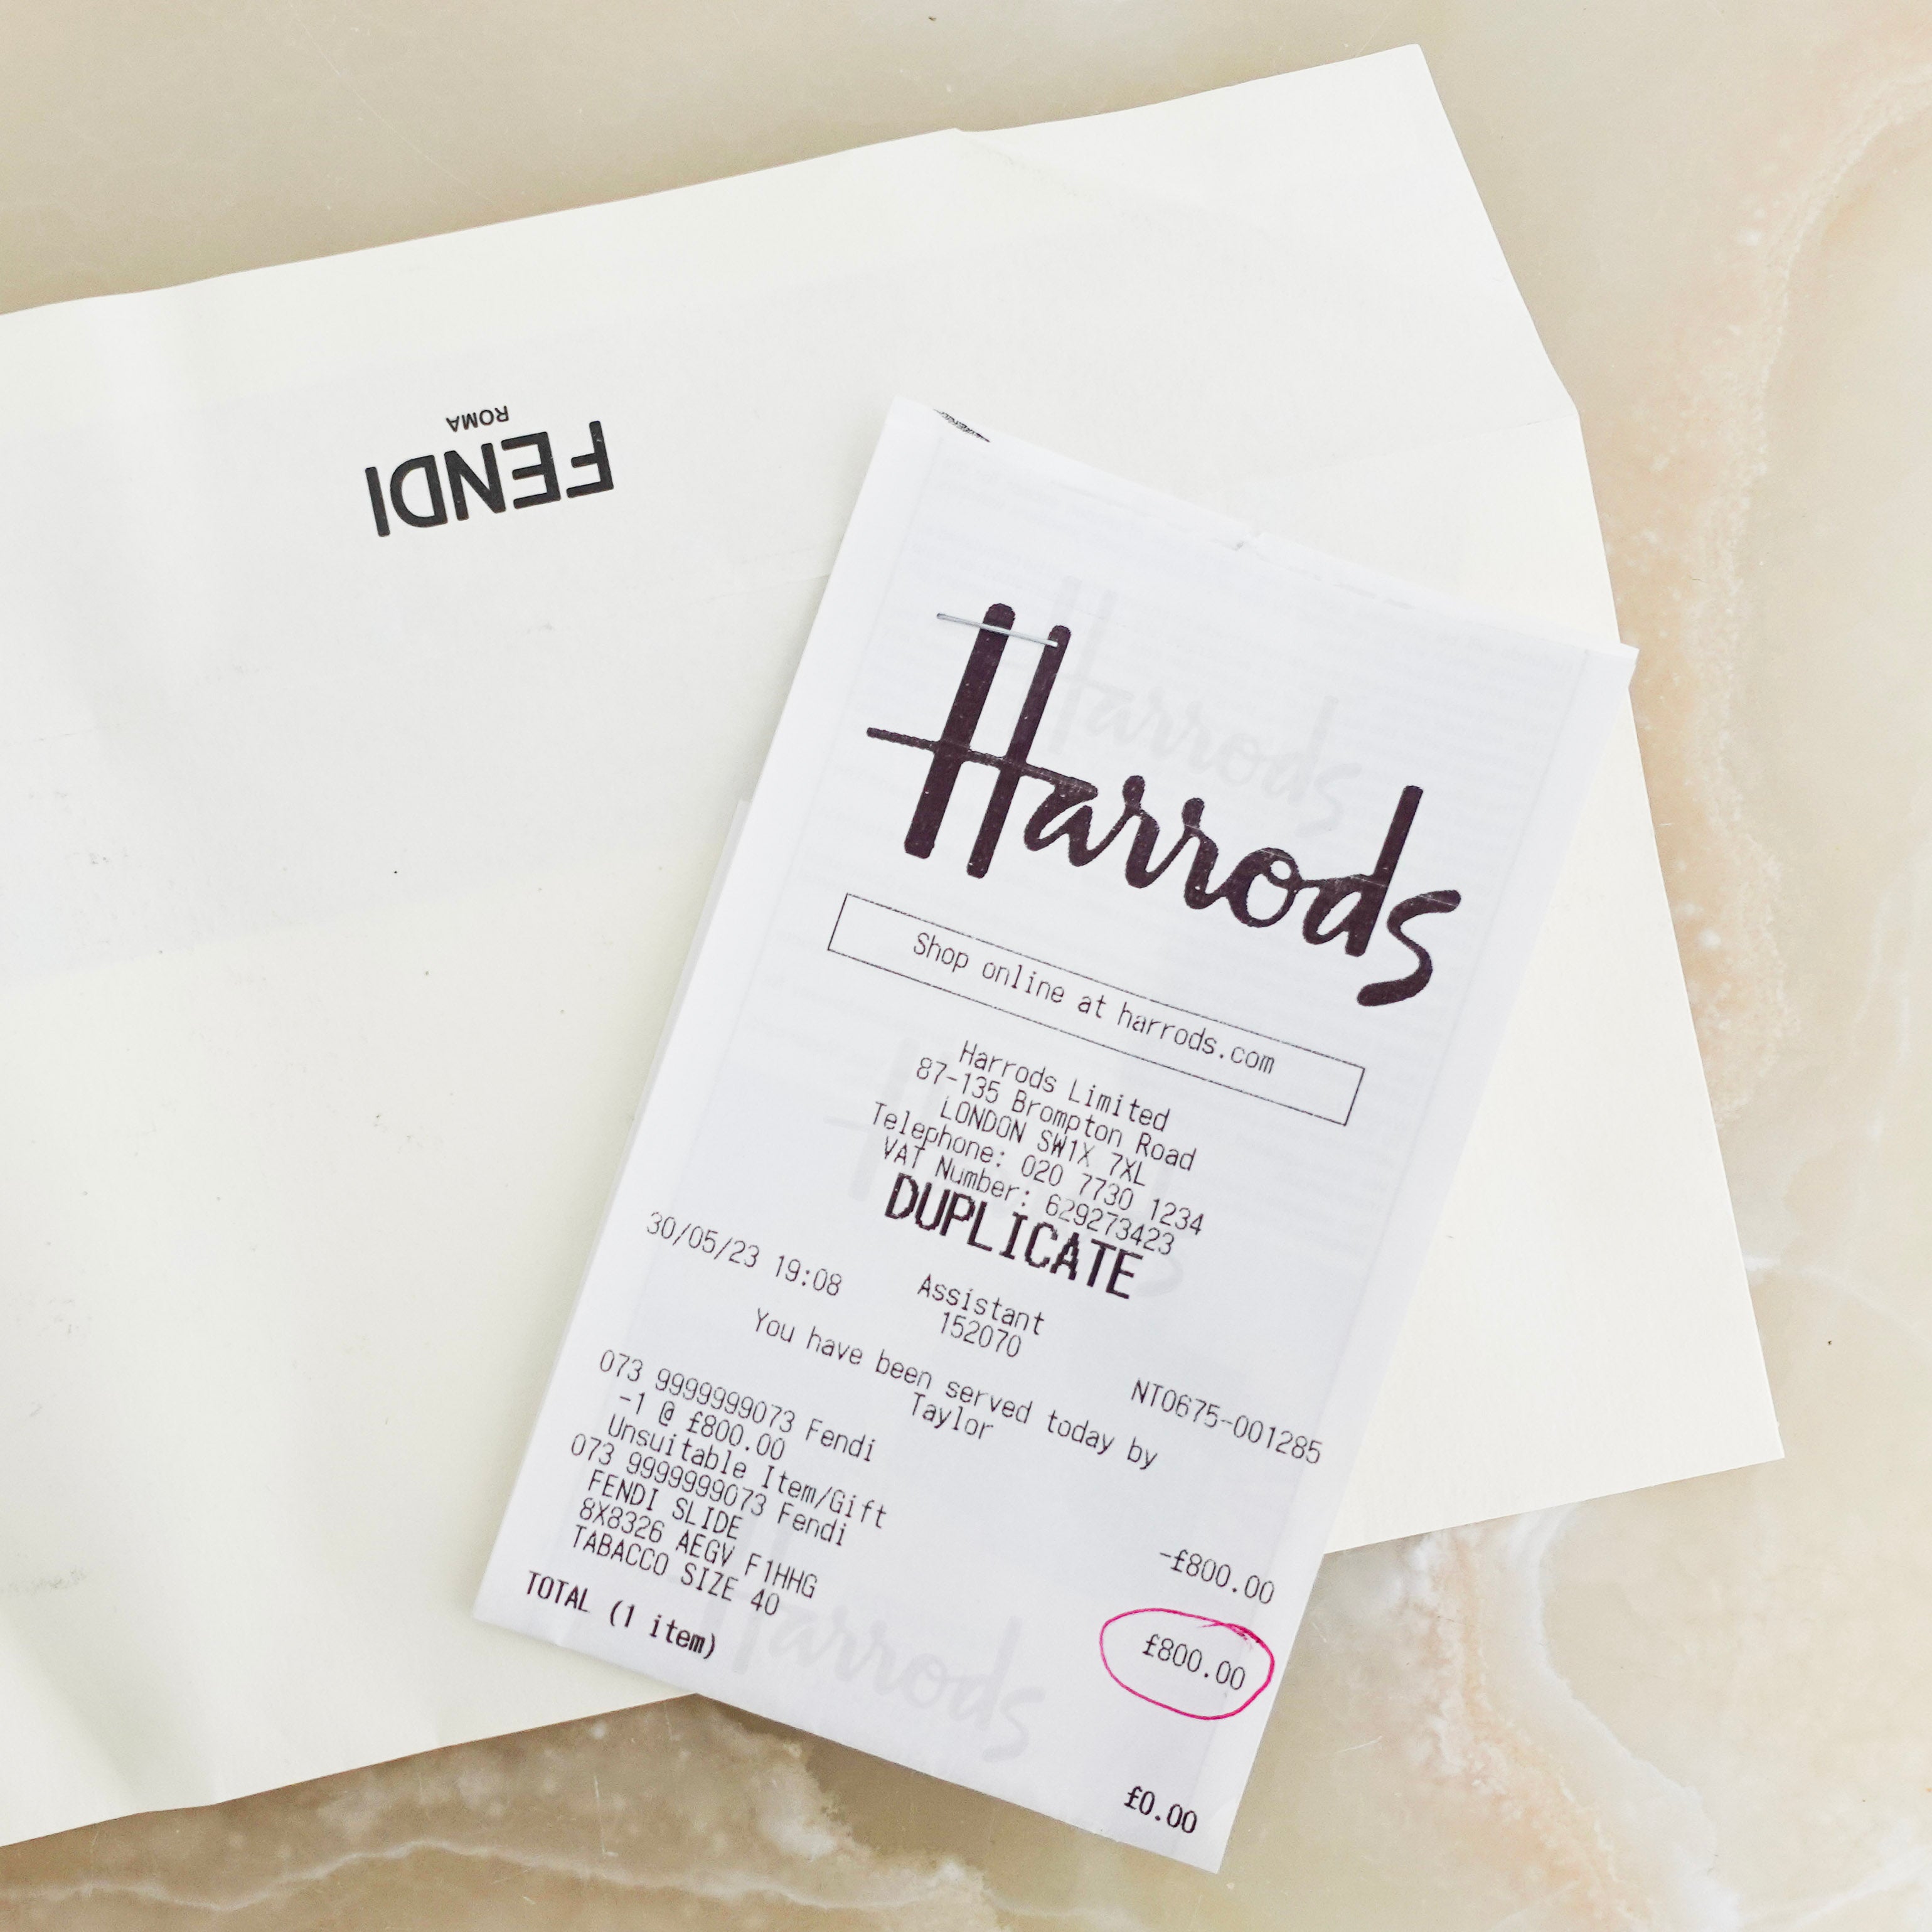 FENDI
ROMA
Harrods
Shop online at harrods.com
Harrods Limited
87-135 Brompton Road
LONDON SW1X 7XL
Telephone: 020 7730 1234
VAT Number: 629273423
DUPLICATE
30/05/23 19:08 Assistant NT0675-001285
152070
You have been served today by
Taylor
073 9999999073 Fendi
-1 @ £800.00 -£800.00
Unsuitable Item/Gift
073 9999999073 Fendi £800.00
FENDI SLIDE
8X8326 AEGV F1HHG
TABACCO SIZE 40
TOTAL (1 item) £0.00